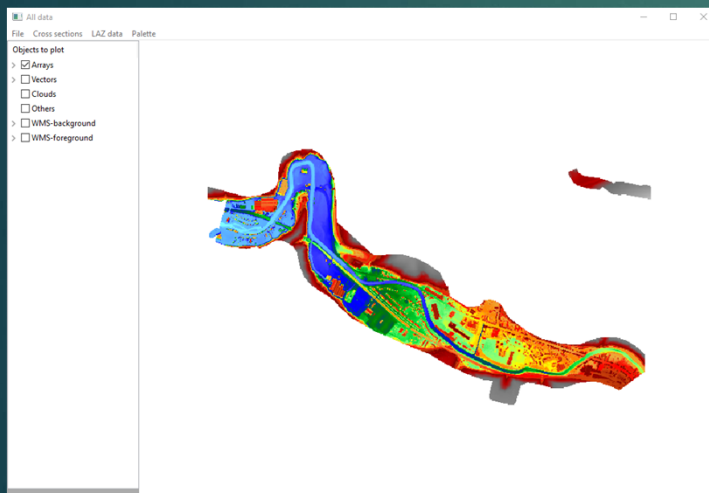 All data
File Cross sections LAZ data Palette
Objects to plot
Arrays
Vectors
Clouds
Others
WMS-background
WMS-foreground